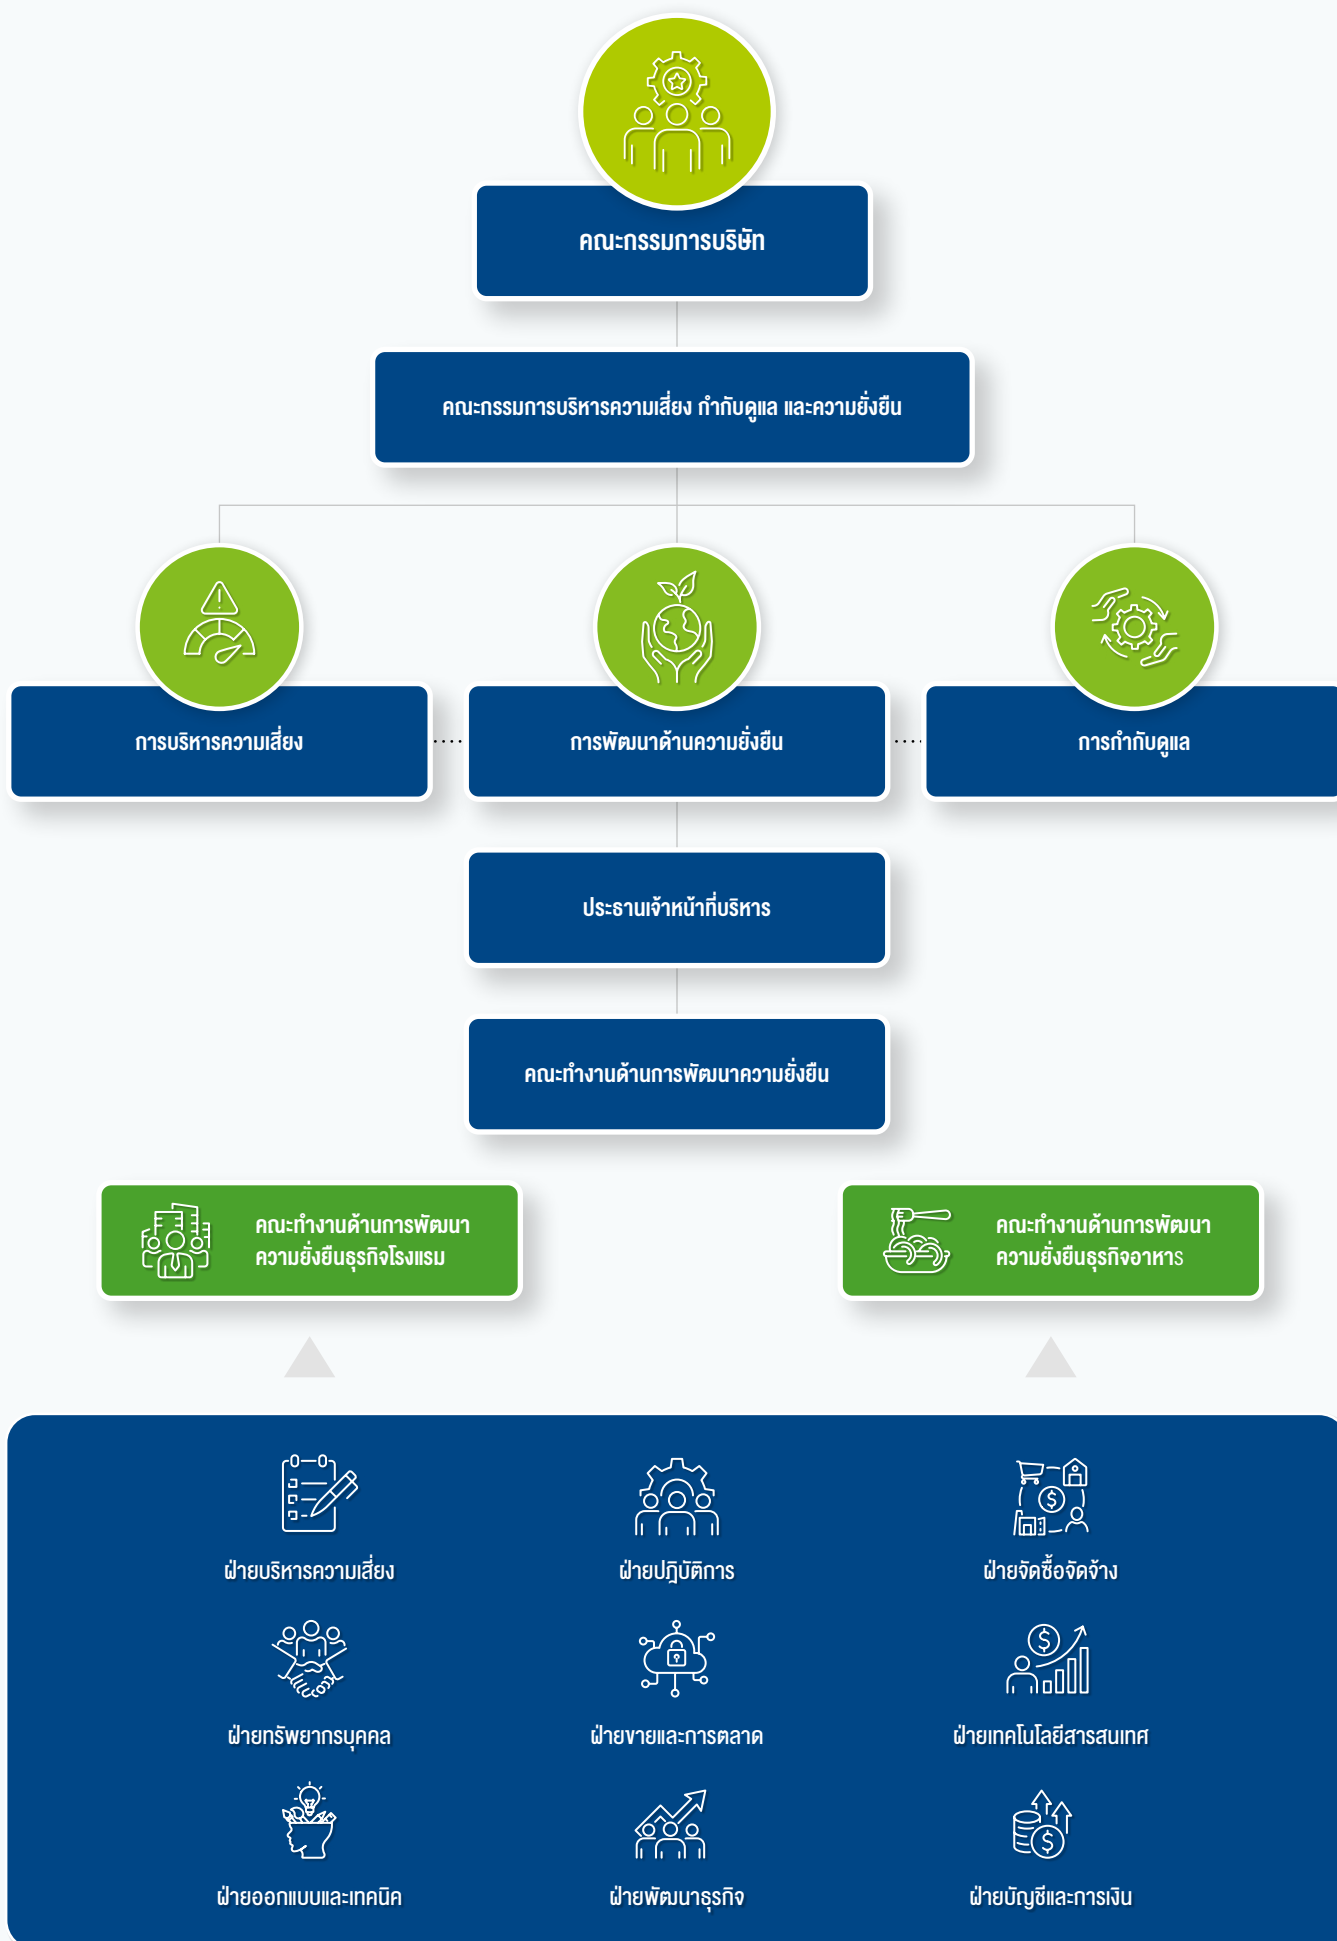 คณะกรรมการบริษัท
คณะกรรมการบริหารความเสี่ยง กำกับดูแล และความยั่งยืน
การบริหารความเสี่ยง
การพัฒนาด้านความยั่งยืน
การกำกับดูแล
ประธานเจ้าหน้าที่บริหาร
คณะทำงานด้านการพัฒนาความยั่งยืน
คณะทำงานด้านการพัฒนา
ความยั่งยืนธุรกิจโรงแรม
คณะทำงานด้านการพัฒนา
ความยั่งยืนธุรกิจอาหาร
ฝ่ายบริหารความเสี่ยง
ฝ่ายปฎิบัติการ
ฝ่ายจัดซื้อจัดจ้าง
ฝ่ายทรัพยากรบุคคล
ฝ่ายขายและการตลาด
ฝ่ายเทคโนโลยีสารสนเทศ
ฝ่ายออกแบบและเทคนิค
ฝ่ายพัฒนาธุรกิจ
ฝ่ายบัญชีและการเงิน